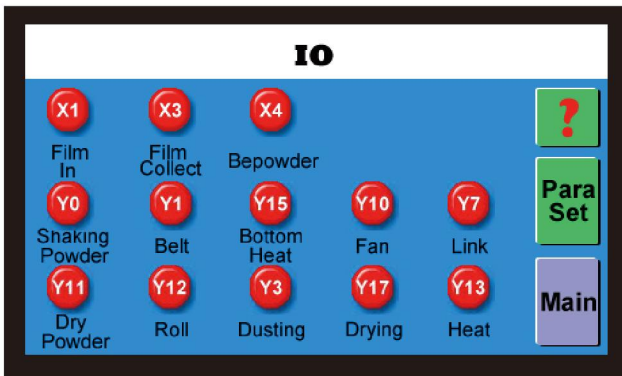 IO
X1 X3 X4
Film In
Film Collect
Bepowder
?
Y0 Y1 Y15 Y10 Y7
Shaking Powder
Belt
Bottom Heat
Fan
Link
Para Set
Y11 Y12 Y3 Y17 Y13
Dry Powder
Roll
Dusting
Drying
Heat
Main